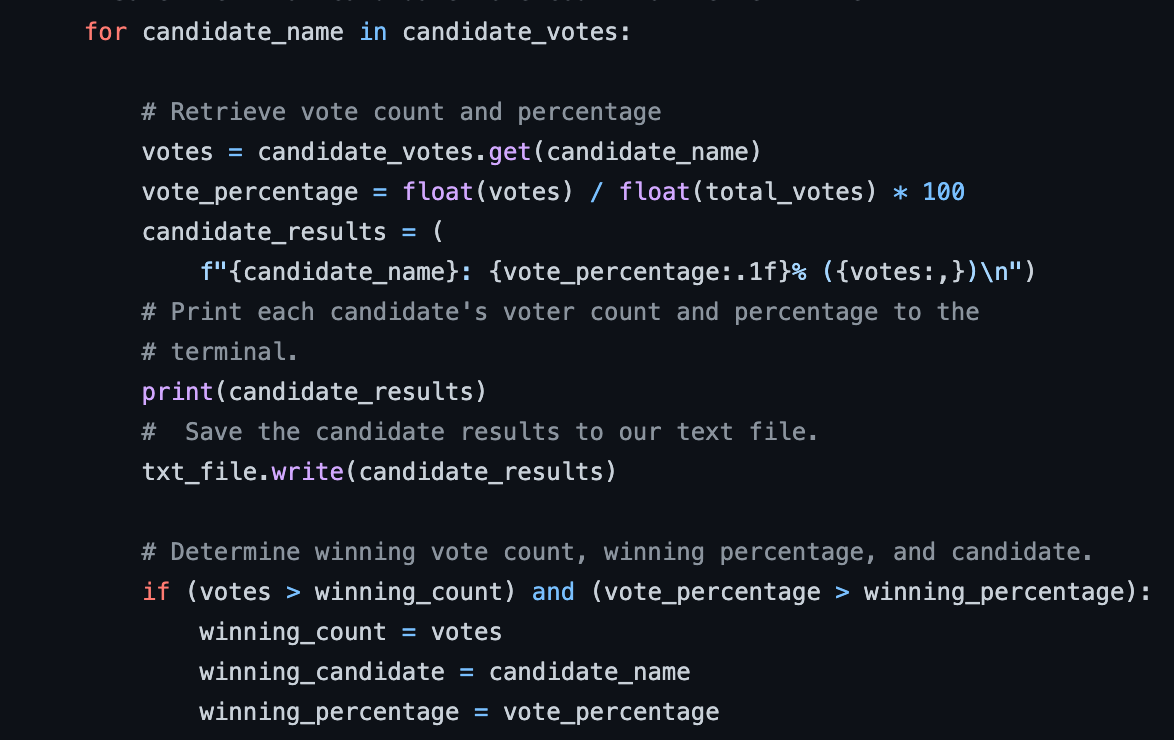 for candidate_name in candidate_votes:
# Retrieve vote count and percentage
votes = candidate_votes.get(candidate_name)
vote_percentage = float(votes) / float(total_votes) * 100
candidate_results = (
f"{candidate_name}: {vote_percentage:.1f}% ({votes:,})\n")
# Print each candidate's voter count and percentage to the
# terminal.
print(candidate_results)
#  Save the candidate results to our text file.
txt_file.write(candidate_results)
# Determine winning vote count, winning percentage, and candidate.
if (votes > winning_count) and (vote_percentage > winning_percentage):
winning_count = votes
winning_candidate = candidate_name
winning_percentage = vote_percentage